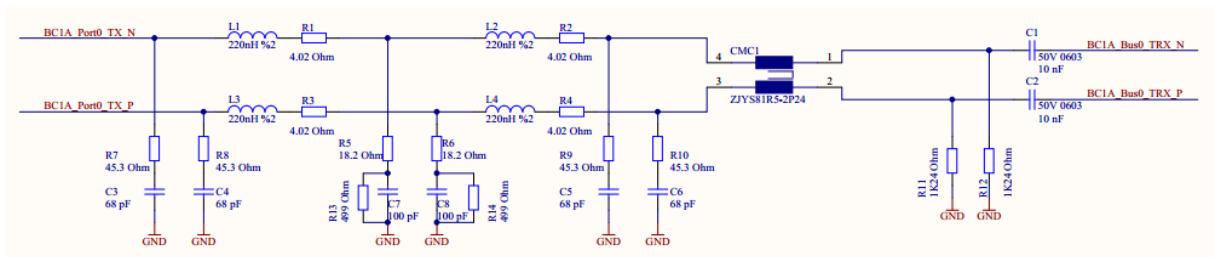 L1
R1
L2
R2
C1
BC1A_Port0_TX_N
BC1A_Bus0_TRX_N
220nH %2
4.02 Ohm
220nH %2
4.02 Ohm
4
CMC1
1
50V 0603
10 nF
C2
3
2
BC1A_Port0_TX_P
BC1A_Bus0_TRX_P
L3
R3
L4
R4
ZJYS81R5-2P24
50V 0603
10 nF
220nH %2
4.02 Ohm
220nH %2
4.02 Ohm
R7
45.3 Ohm
R8
45.3 Ohm
R5
18.2 Ohm
R6
18.2 Ohm
R9
45.3 Ohm
R10
45.3 Ohm
R11
1K24 Ohm
R12
1K24 Ohm
C3
68 pF
C4
68 pF
R13
499 Ohm
C7
100 pF
C8
100 pF
R14
499 Ohm
C5
68 pF
C6
68 pF
GND
GND
GND
GND
GND
GND
GND
GND